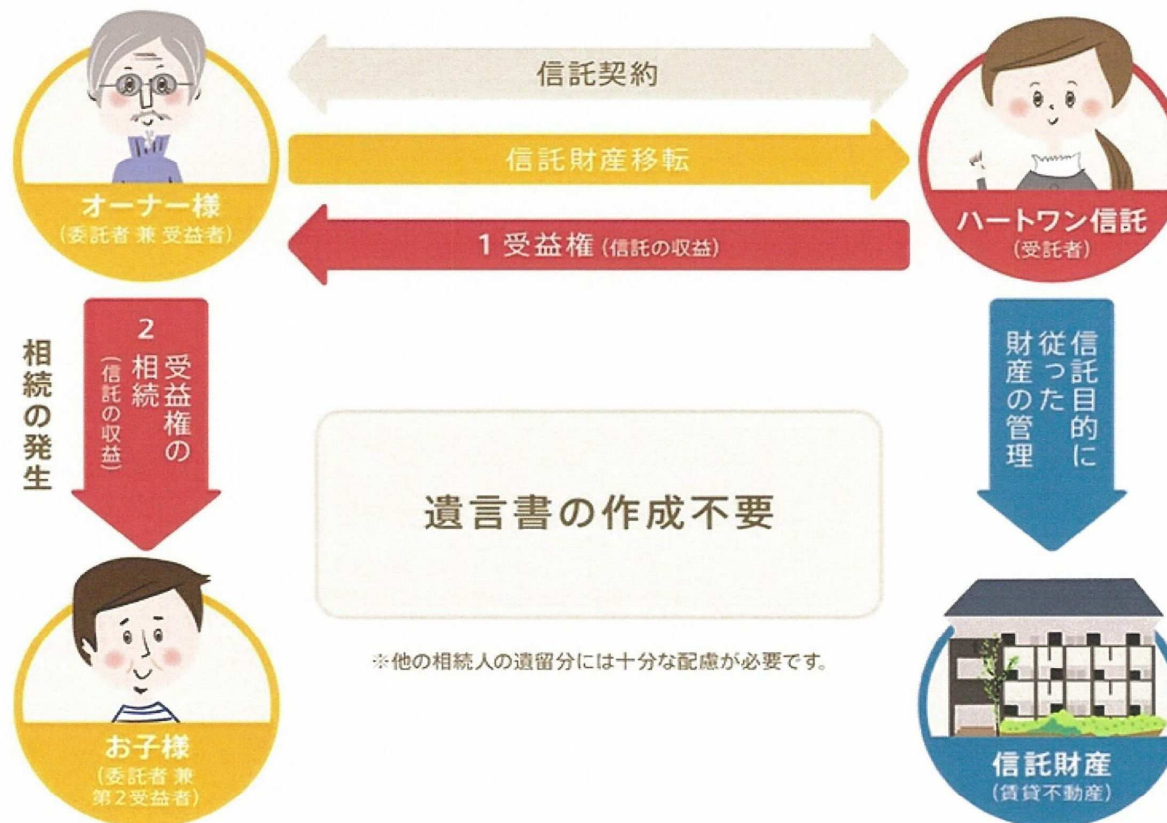 信託契約
信託財産移転
1 受益権 (信託の収益)
オーナー様
(委託者 兼 受益者)
ハートワン信託
(受託者)
相続の発生
2 受益権の
相続
(信託の収益)
信託目的に
従った
財産の管理
遺言書の作成不要
※他の相続人の遺留分には十分な配慮が必要です。
お子様
(委託者 兼
第2受益者)
信託財産
(賃貸不動産)